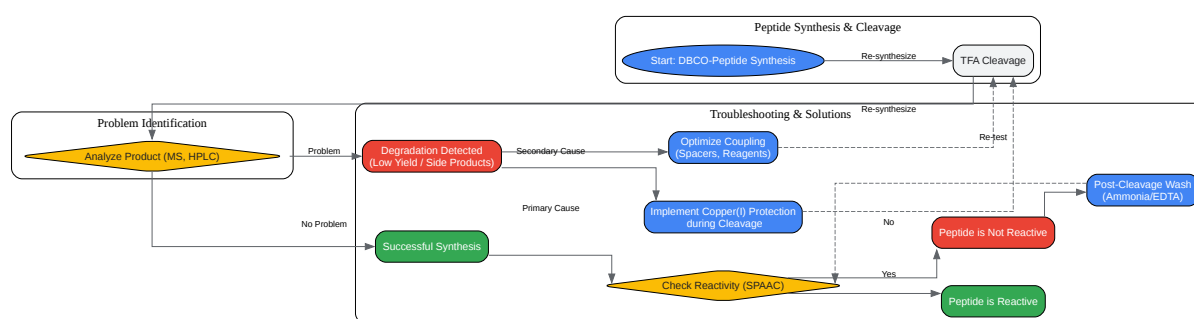 Peptide Synthesis & Cleavage
Start: DBCO-Peptide Synthesis
Re-synthesize
TFA Cleavage
Re-synthesize
Troubleshooting & Solutions
Problem Identification
Analyze Product (MS, HPLC)
Problem
Degradation Detected
(Low Yield / Side Products)
Secondary Cause
Optimize Coupling
(Spacers, Reagents)
Re-test
Post-Cleavage Wash
(Ammonia/EDTA)
Primary Cause
Implement Copper(I) Protection
during Cleavage
No Problem
No
Peptide is Not Reactive
Successful Synthesis
Yes
Check Reactivity (SPAAC)
Peptide is Reactive